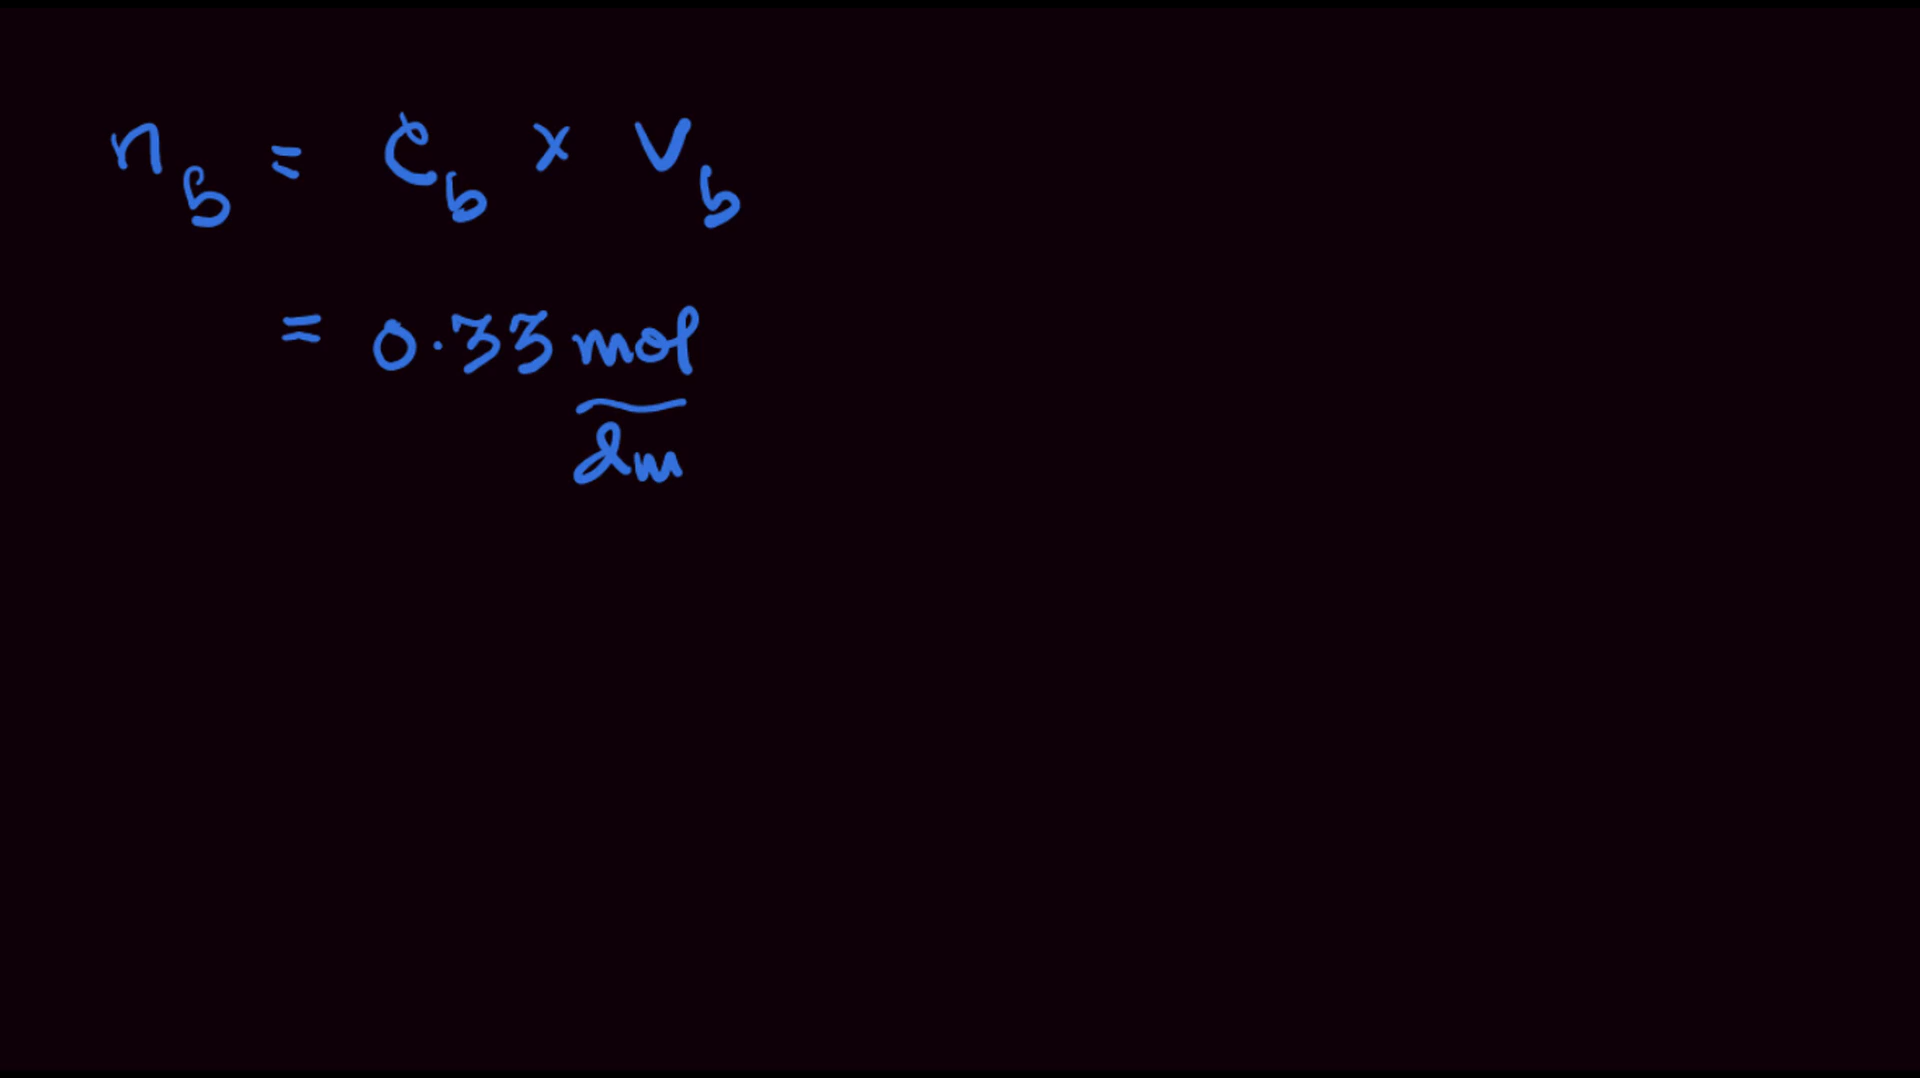 n_b = C_b × V_b
= 0.33 mol
dm